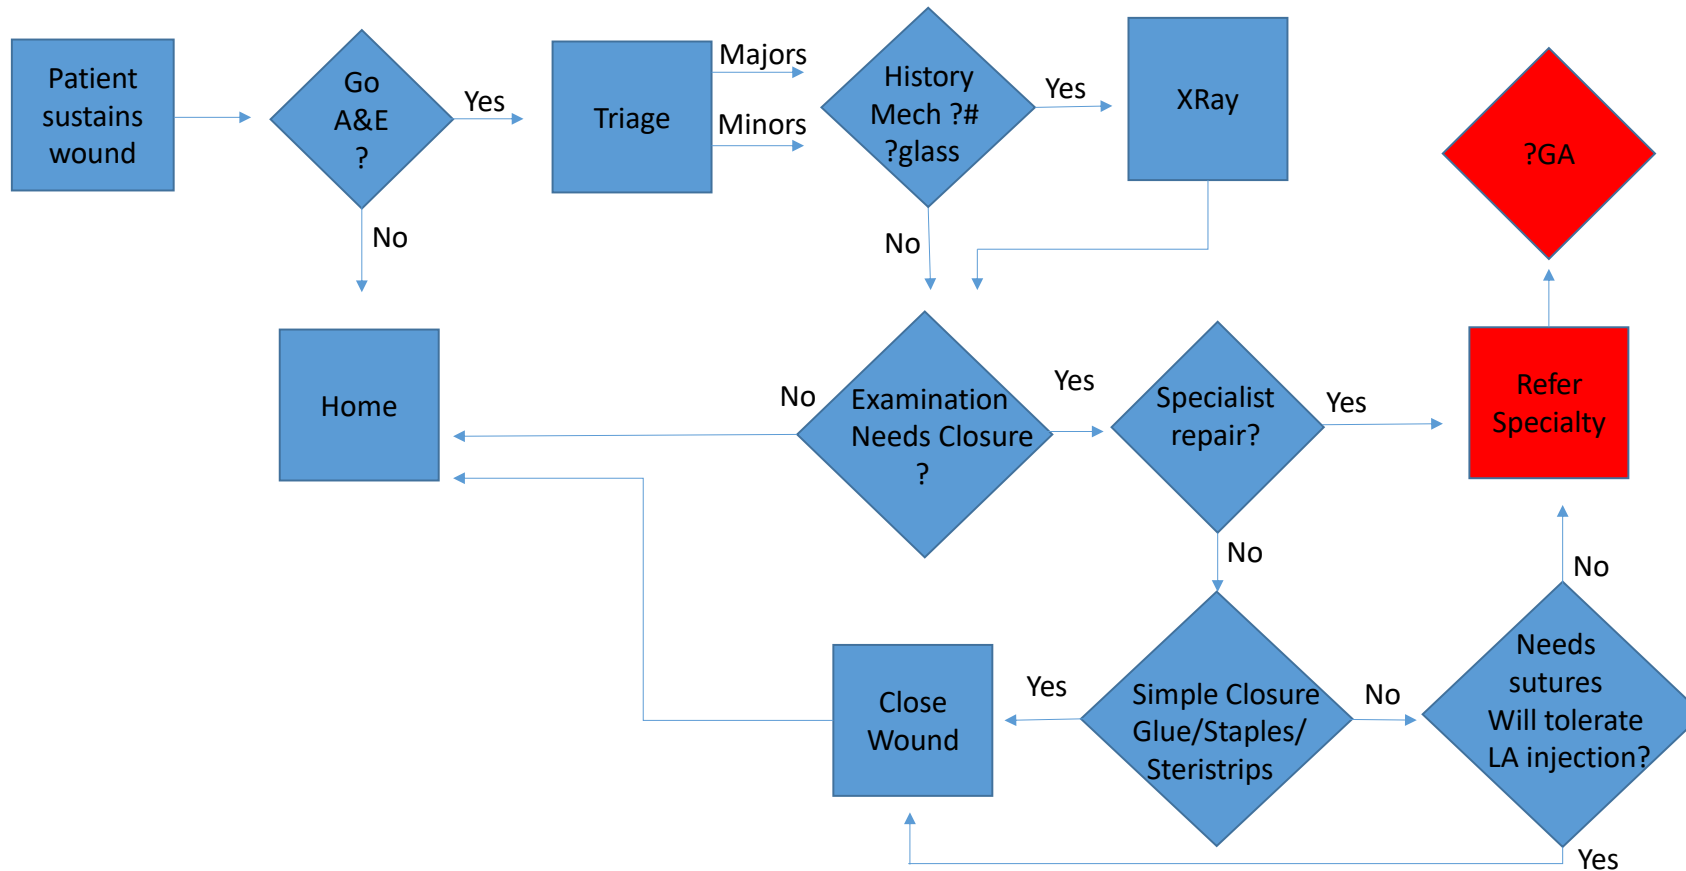 Patient
sustains
wound
Go
A&E
?
Yes
No
Triage
Majors
Minors
History
Mech ?#
?glass
Yes
No
XRay
?GA
Home
No
Examination
Needs Closure
?
Yes
Specialist
repair?
Yes
No
Refer
Specialty
Close
Wound
Yes
Simple Closure
Glue/Staples/
Steristrips
No
Needs
sutures
Will tolerate
LA injection?
No
Yes